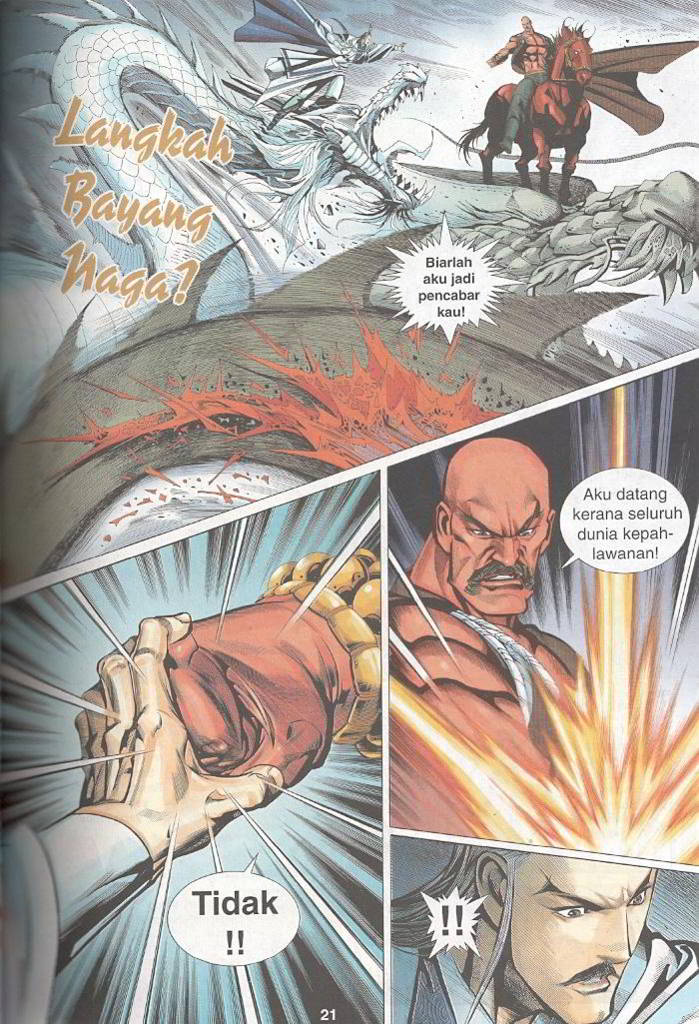 Langkah
Bayang
Naga?
Biarlah
aku jadi
pencabar
kau!
Aku datang
kerana seluruh
dunia kepah-
lawanan!
Tidak
!!
!!
21